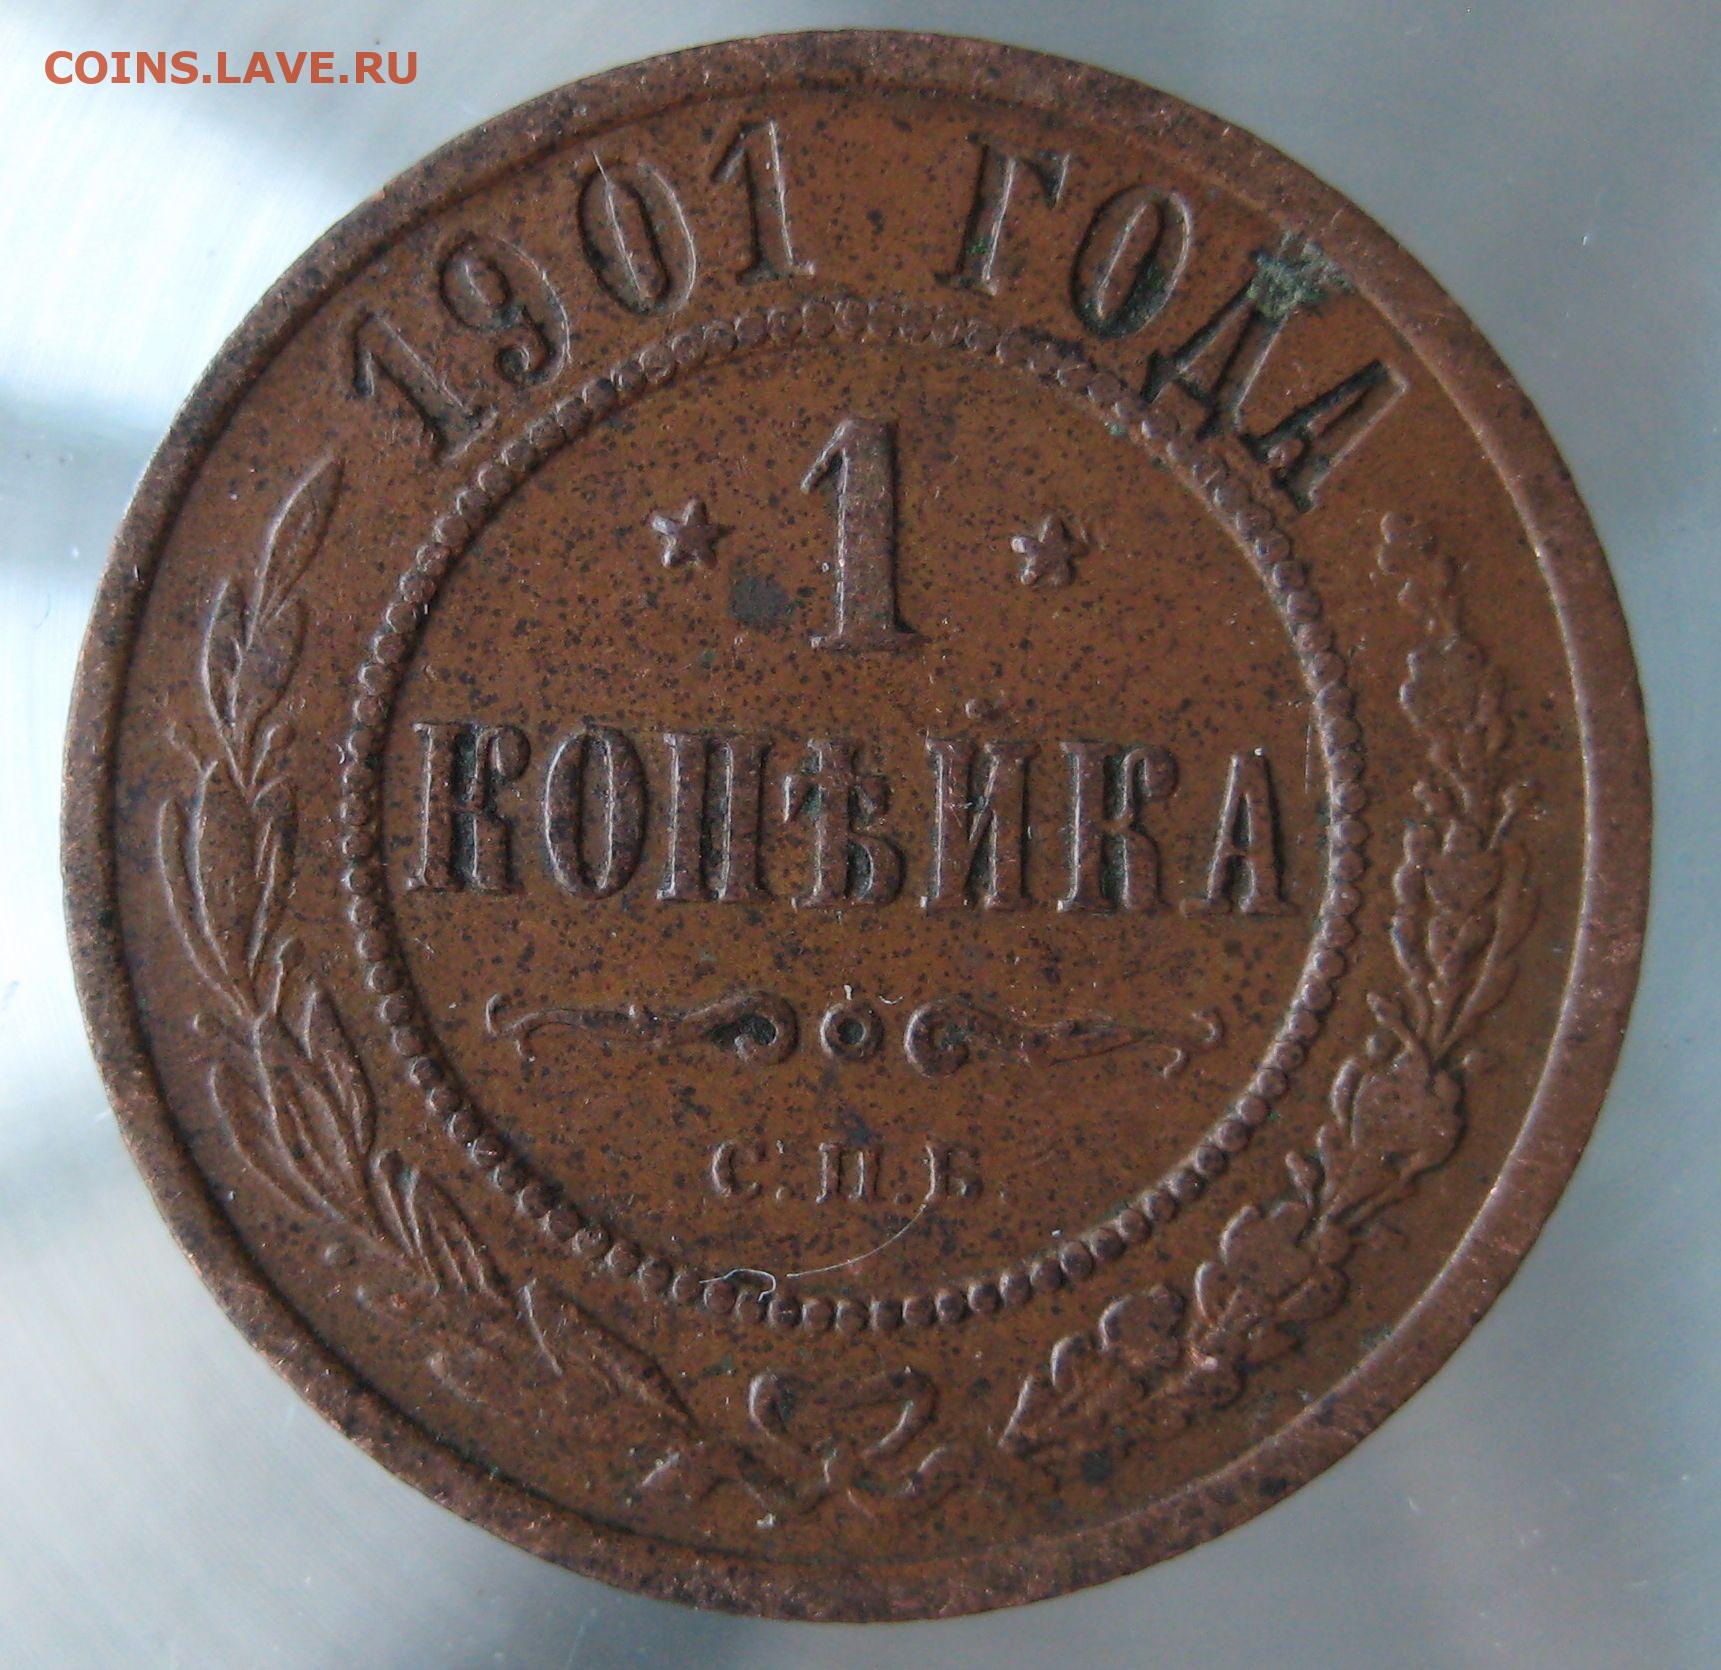 COINS.LAVE.RU
1901 ГОДА
1
КОПѢЙКА
С.П.Б.